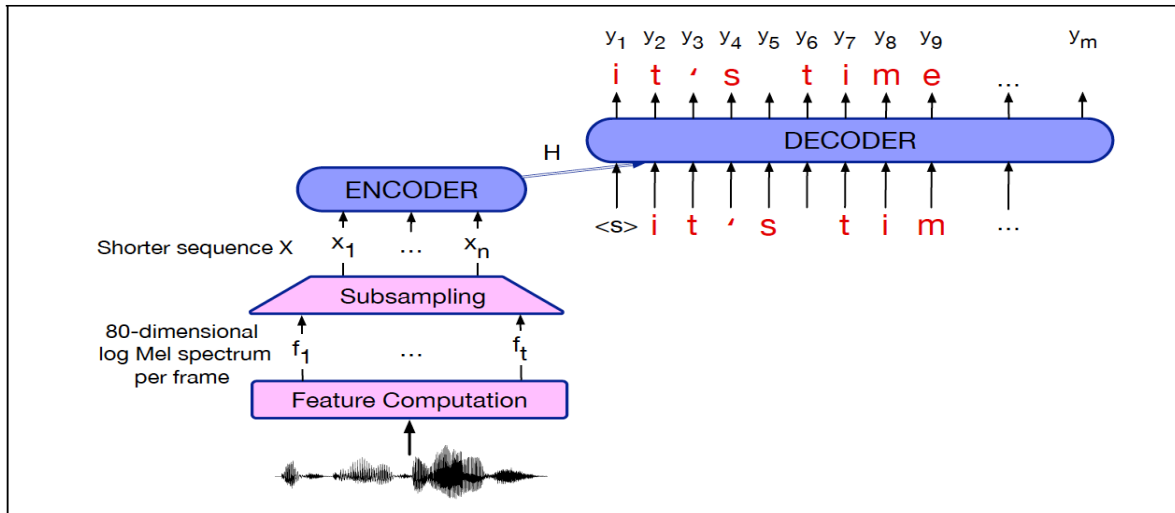 y1 y2 y3 y4 y5 y6 y7 y8 y9 ym
i t ‘ s t i m e ...
DECODER
H
ENCODER
<s> i t ‘ s t i m ...
Shorter sequence X
x1 ... xn
Subsampling
80-dimensional
log Mel spectrum
per frame
f1 ... ft
Feature Computation